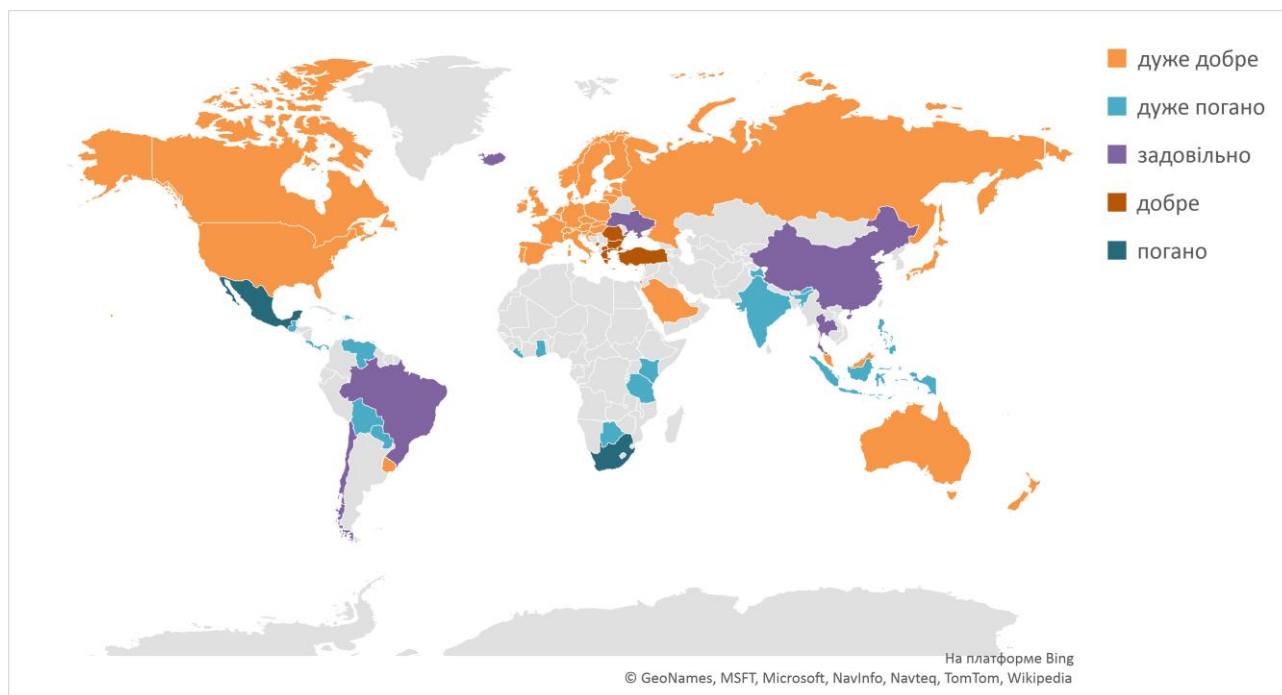 дуже добре
дуже погано
задовільно
добре
погано
На платформе Bing
© GeoNames, MSFT, Microsoft, NavInfo, Navteq, TomTom, Wikipedia